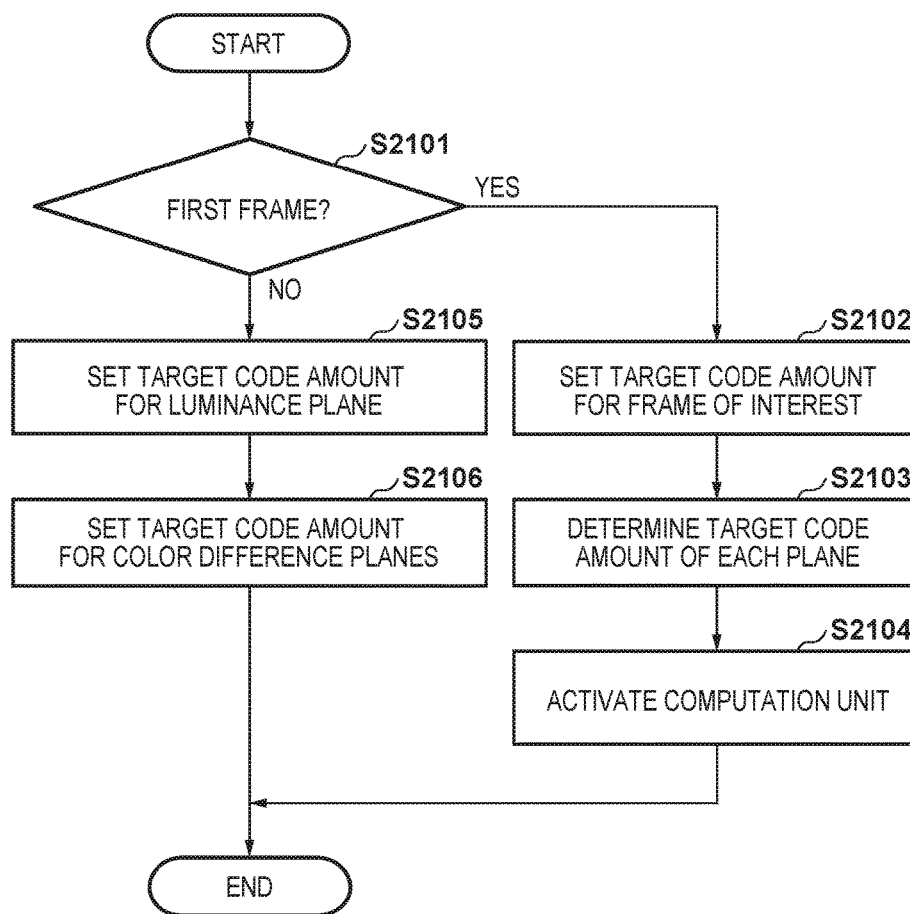 START
S2101
FIRST FRAME?
YES
NO
S2105
SET TARGET CODE AMOUNT
FOR LUMINANCE PLANE
S2106
SET TARGET CODE AMOUNT
FOR COLOR DIFFERENCE PLANES
S2102
SET TARGET CODE AMOUNT
FOR FRAME OF INTEREST
S2103
DETERMINE TARGET CODE
AMOUNT OF EACH PLANE
S2104
ACTIVATE COMPUTATION UNIT
END